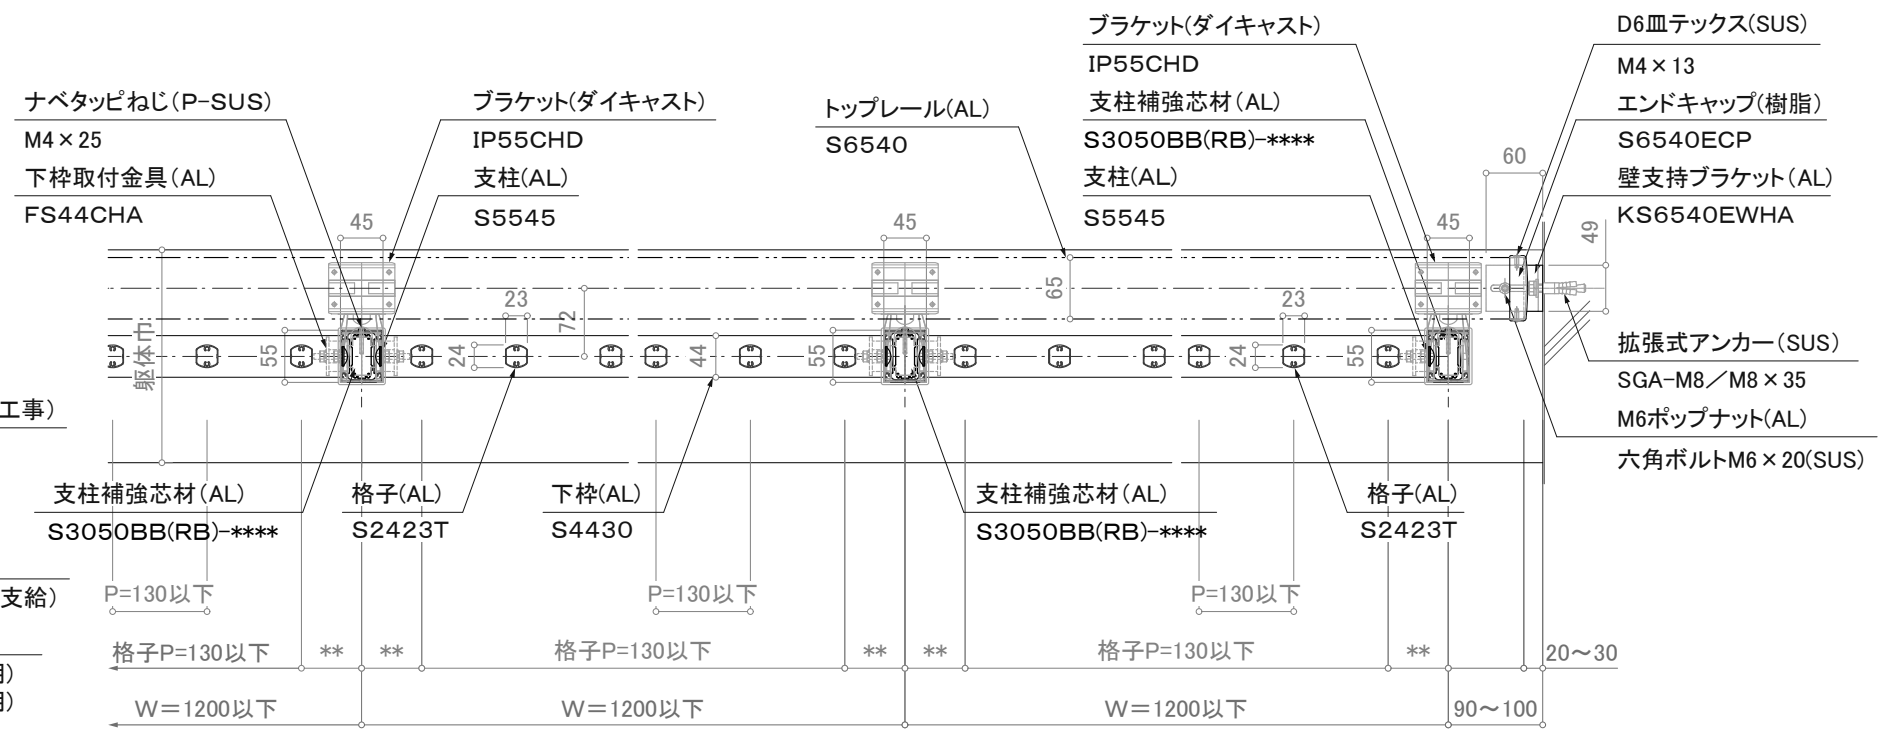 ブラケット(ダイキャスト)
IP55CHD
支柱補強芯材(AL)
S3050BB(RB)-****
支柱(AL)
S5545
D6皿テックス(SUS)
M4×13
エンドキャップ(樹脂)
S6540ECP
壁支持ブラケット(AL)
KS6540EWHA
ナベタッピねじ(P-SUS)
M4×25
下枠取付金具(AL)
FS44CHA
ブラケット(ダイキャスト)
IP55CHD
支柱(AL)
S5545
トップレール(AL)
S6540
60
45
45
45
49
23
72
65
23
躯体巾
55
24
44
55
24
55
拡張式アンカー(SUS)
SGA-M8/M8×35
M6ポップナット(AL)
六角ボルトM6×20(SUS)
工事)
支柱補強芯材(AL)
S3050BB(RB)-****
格子(AL)
S2423T
下枠(AL)
S4430
支柱補強芯材(AL)
S3050BB(RB)-****
格子(AL)
S2423T
支給)
P=130以下
P=130以下
P=130以下
格子P=130以下
**
**
格子P=130以下
**
**
格子P=130以下
**
20~30
W=1200以下
W=1200以下
W=1200以下
90~100